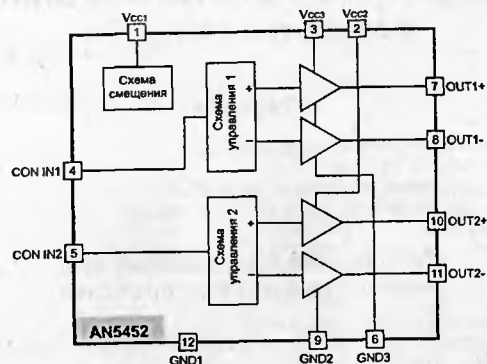 Vcc1
Vcc3 Vcc2
1
3
2
Схема
смещения
Схема
управления 1
+
−
7 OUT1+
8 OUT1-
CON IN1 4
Схема
управления 2
+
−
10 OUT2+
11 OUT2-
CON IN2 5
AN5452
12
9
6
GND1
GND2
GND3